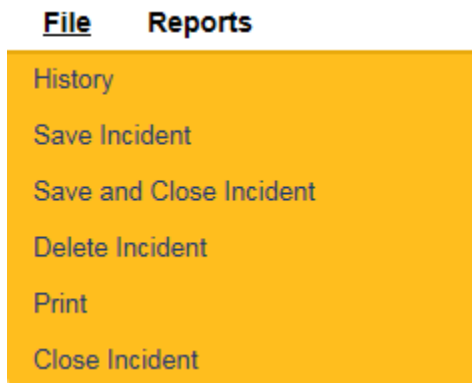 File Reports
History
Save Incident
Save and Close Incident
Delete Incident
Print
Close Incident